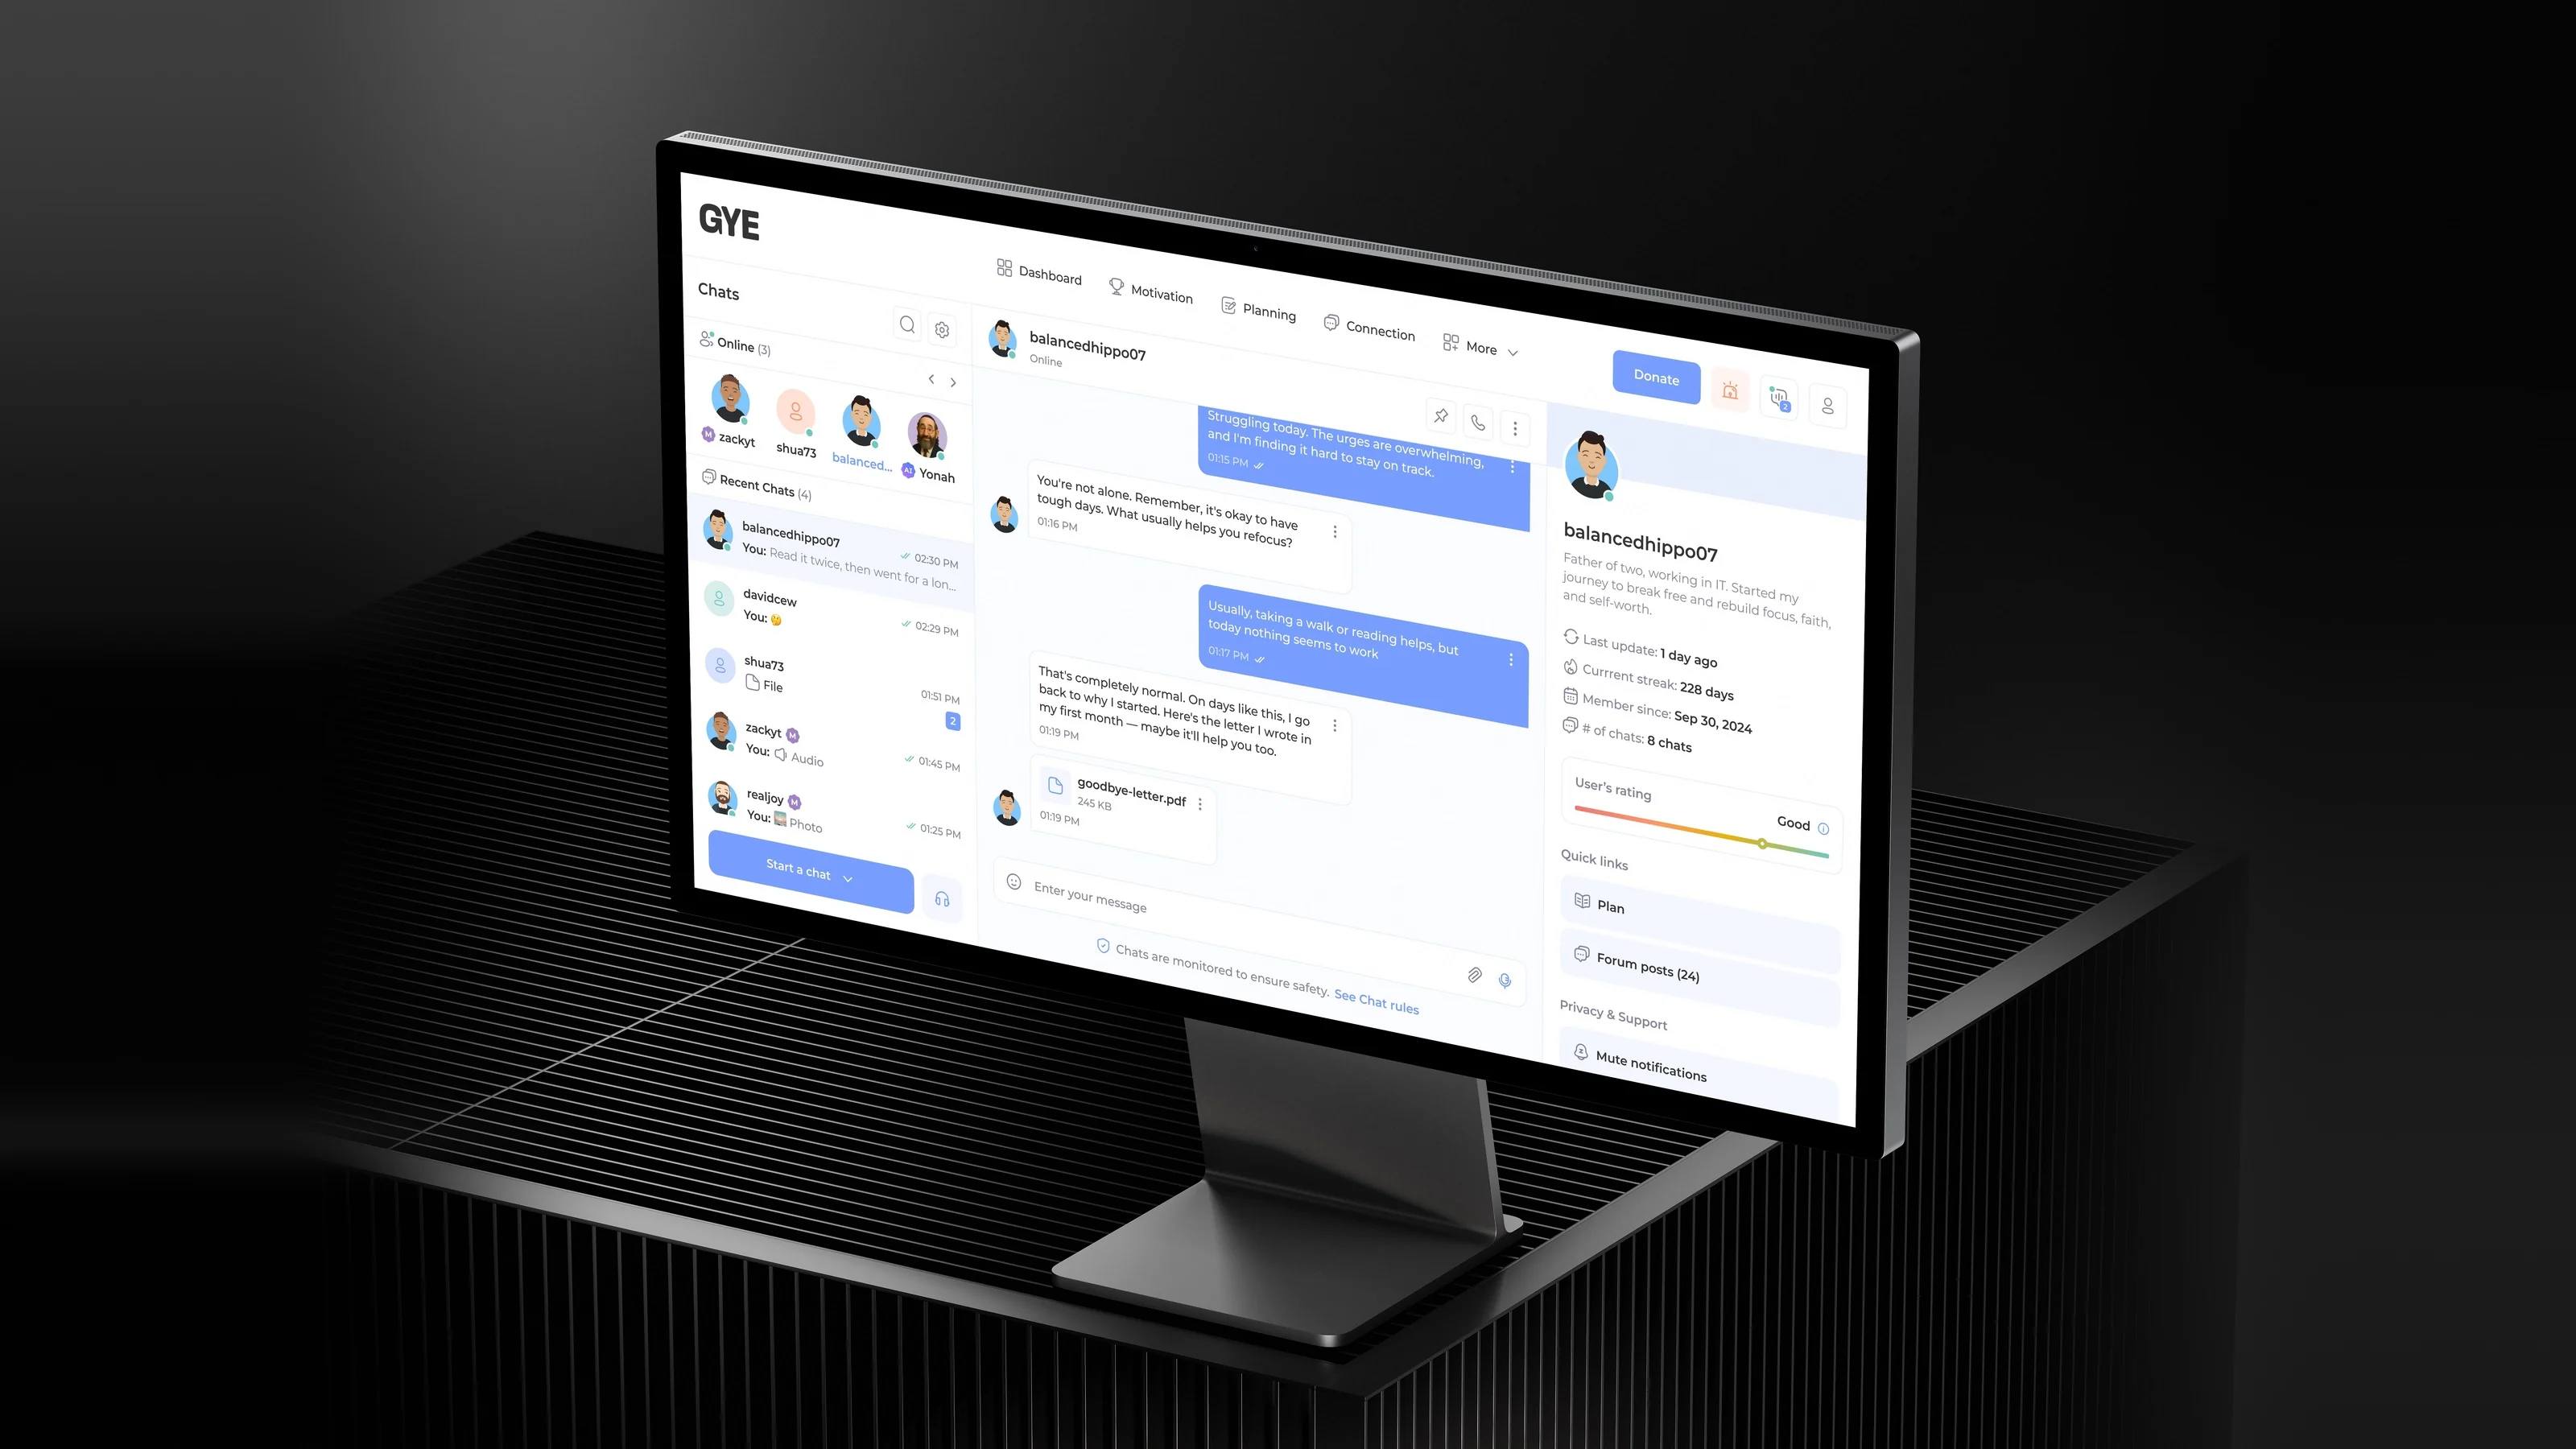 GYE
Dashboard
Motivation
Planning
Connection
More
Donate
2
Chats
Online (3)
M zackyt
shua73
balanced...
AI Yonah
Recent Chats (4)
balancedhippo07
02:30 PM
You: Read it twice, then went for a lon...
davidcew
You: 🤔
02:29 PM
shua73
File
01:51 PM
2
zackyt M
You: Audio
01:45 PM
realjoy M
You: Photo
01:25 PM
Start a chat
balancedhippo07
Online
Struggling today. The urges are overwhelming,
and I'm finding it hard to stay on track.
01:15 PM
You're not alone. Remember, it's okay to have
tough days. What usually helps you refocus?
01:16 PM
Usually, taking a walk or reading helps, but
today nothing seems to work
01:17 PM
That's completely normal. On days like this, I go
back to why I started. Here's the letter I wrote in
my first month — maybe it'll help you too.
01:19 PM
goodbye-letter.pdf
245 KB
01:19 PM
Enter your message
Chats are monitored to ensure safety. See Chat rules
balancedhippo07
Father of two, working in IT. Started my
journey to break free and rebuild focus, faith,
and self-worth.
Last update: 1 day ago
Currrent streak: 228 days
Member since: Sep 30, 2024
# of chats: 8 chats
User's rating
Good
Quick links
Plan
Forum posts (24)
Privacy & Support
Mute notifications